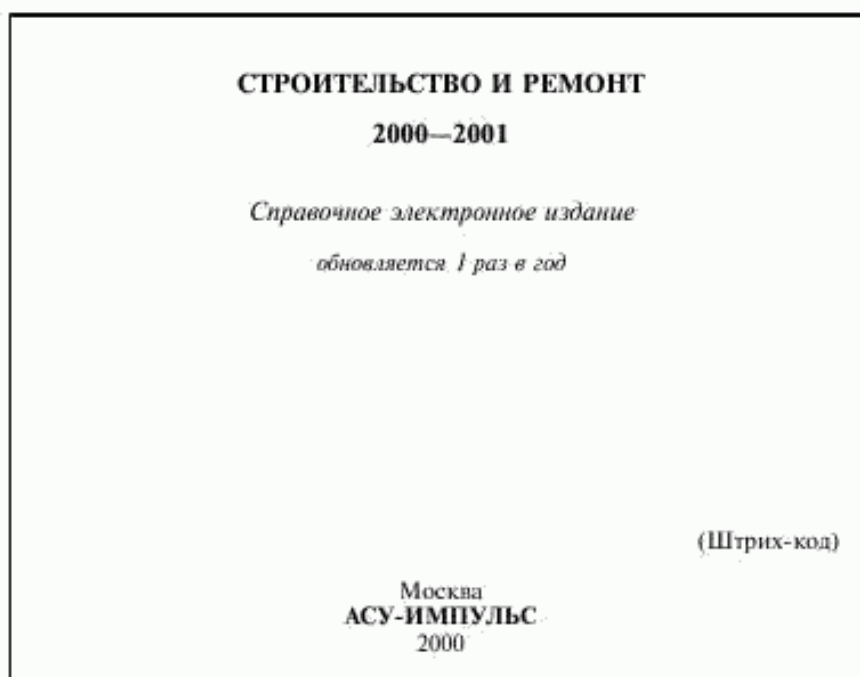 СТРОИТЕЛЬСТВО И РЕМОНТ
2000—2001
Справочное электронное издание
обновляется 1 раз в год
(Штрих-код)
Москва
АСУ-ИМПУЛЬС
2000